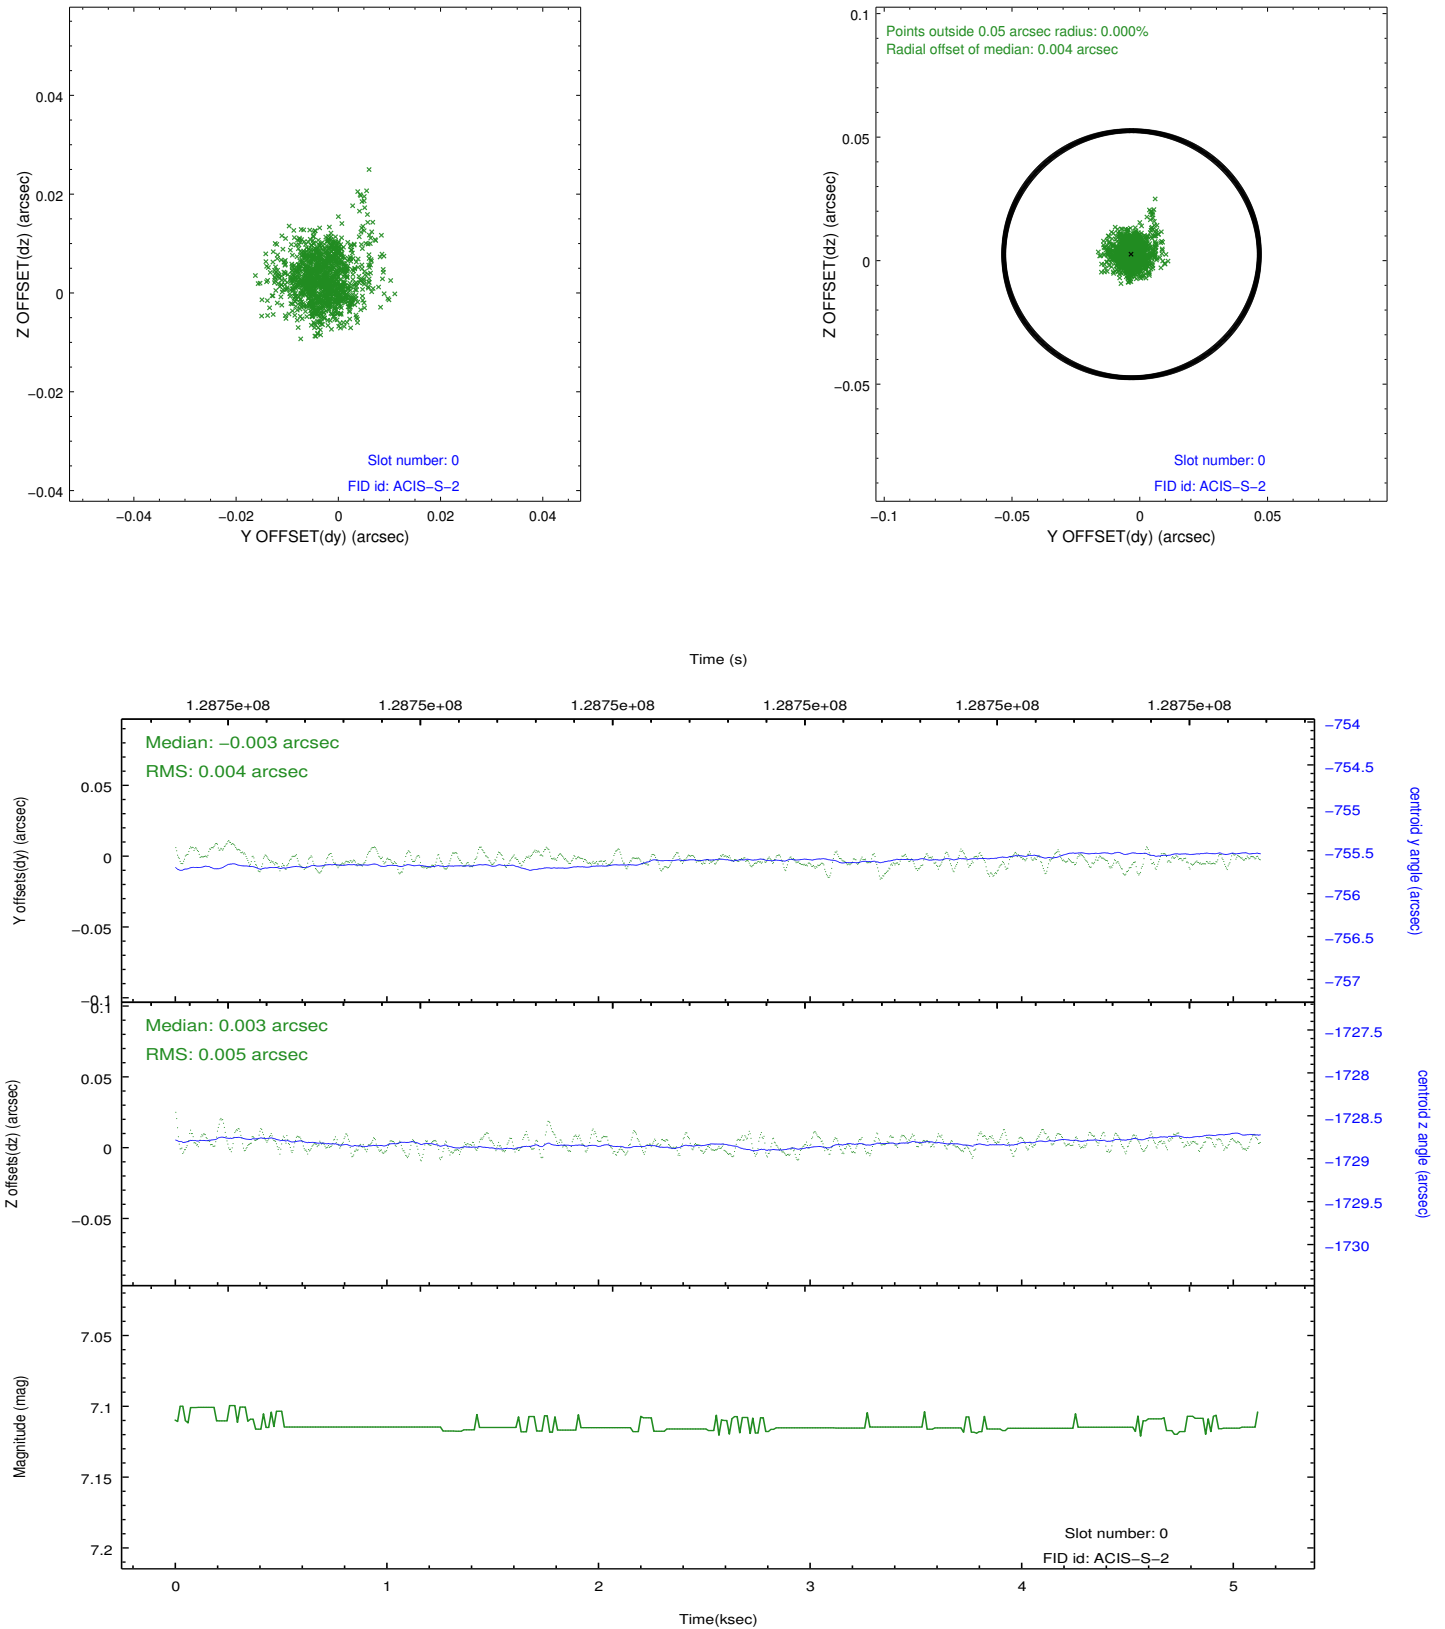 0.04
0.02
0
−0.02
−0.04
Z OFFSET(dz) (arcsec)
Slot number: 0
FID id: ACIS−S−2
−0.04
−0.02
0
0.02
0.04
Y OFFSET(dy) (arcsec)
0.1
0.05
0
−0.05
Z OFFSET(dz) (arcsec)
Points outside 0.05 arcsec radius: 0.000%
Radial offset of median: 0.004 arcsec
Slot number: 0
FID id: ACIS−S−2
−0.1
−0.05
0
0.05
Y OFFSET(dy) (arcsec)
Time (s)
1.2875e+08
1.2875e+08
1.2875e+08
1.2875e+08
1.2875e+08
1.2875e+08
Median: −0.003 arcsec
RMS: 0.004 arcsec
0.05
0
−0.05
−0.1
Y offsets(dy) (arcsec)
−754
−754.5
−755
−755.5
−756
−756.5
−757
centroid y angle (arcsec)
Median: 0.003 arcsec
RMS: 0.005 arcsec
0.1
0.05
0
−0.05
Z offsets(dz) (arcsec)
−1727.5
−1728
−1728.5
−1729
−1729.5
−1730
centroid z angle (arcsec)
7.05
7.1
7.15
7.2
Magnitude (mag)
Slot number: 0
FID id: ACIS−S−2
0
1
2
3
4
5
Time(ksec)